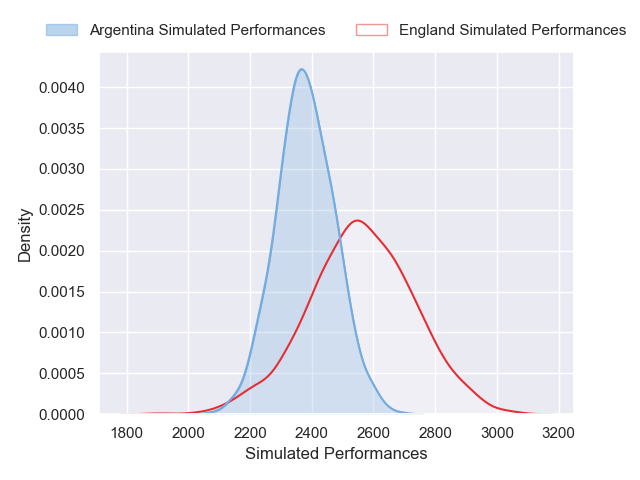 Argentina Simulated Performances England Simulated Performances
0.0040
0.0035
0.0030
0.0025
0.0020
0.0015
0.0010
0.0005
0.0000
Density
1800 2000 2200 2400 2600 2800 3000 3200
Simulated Performances